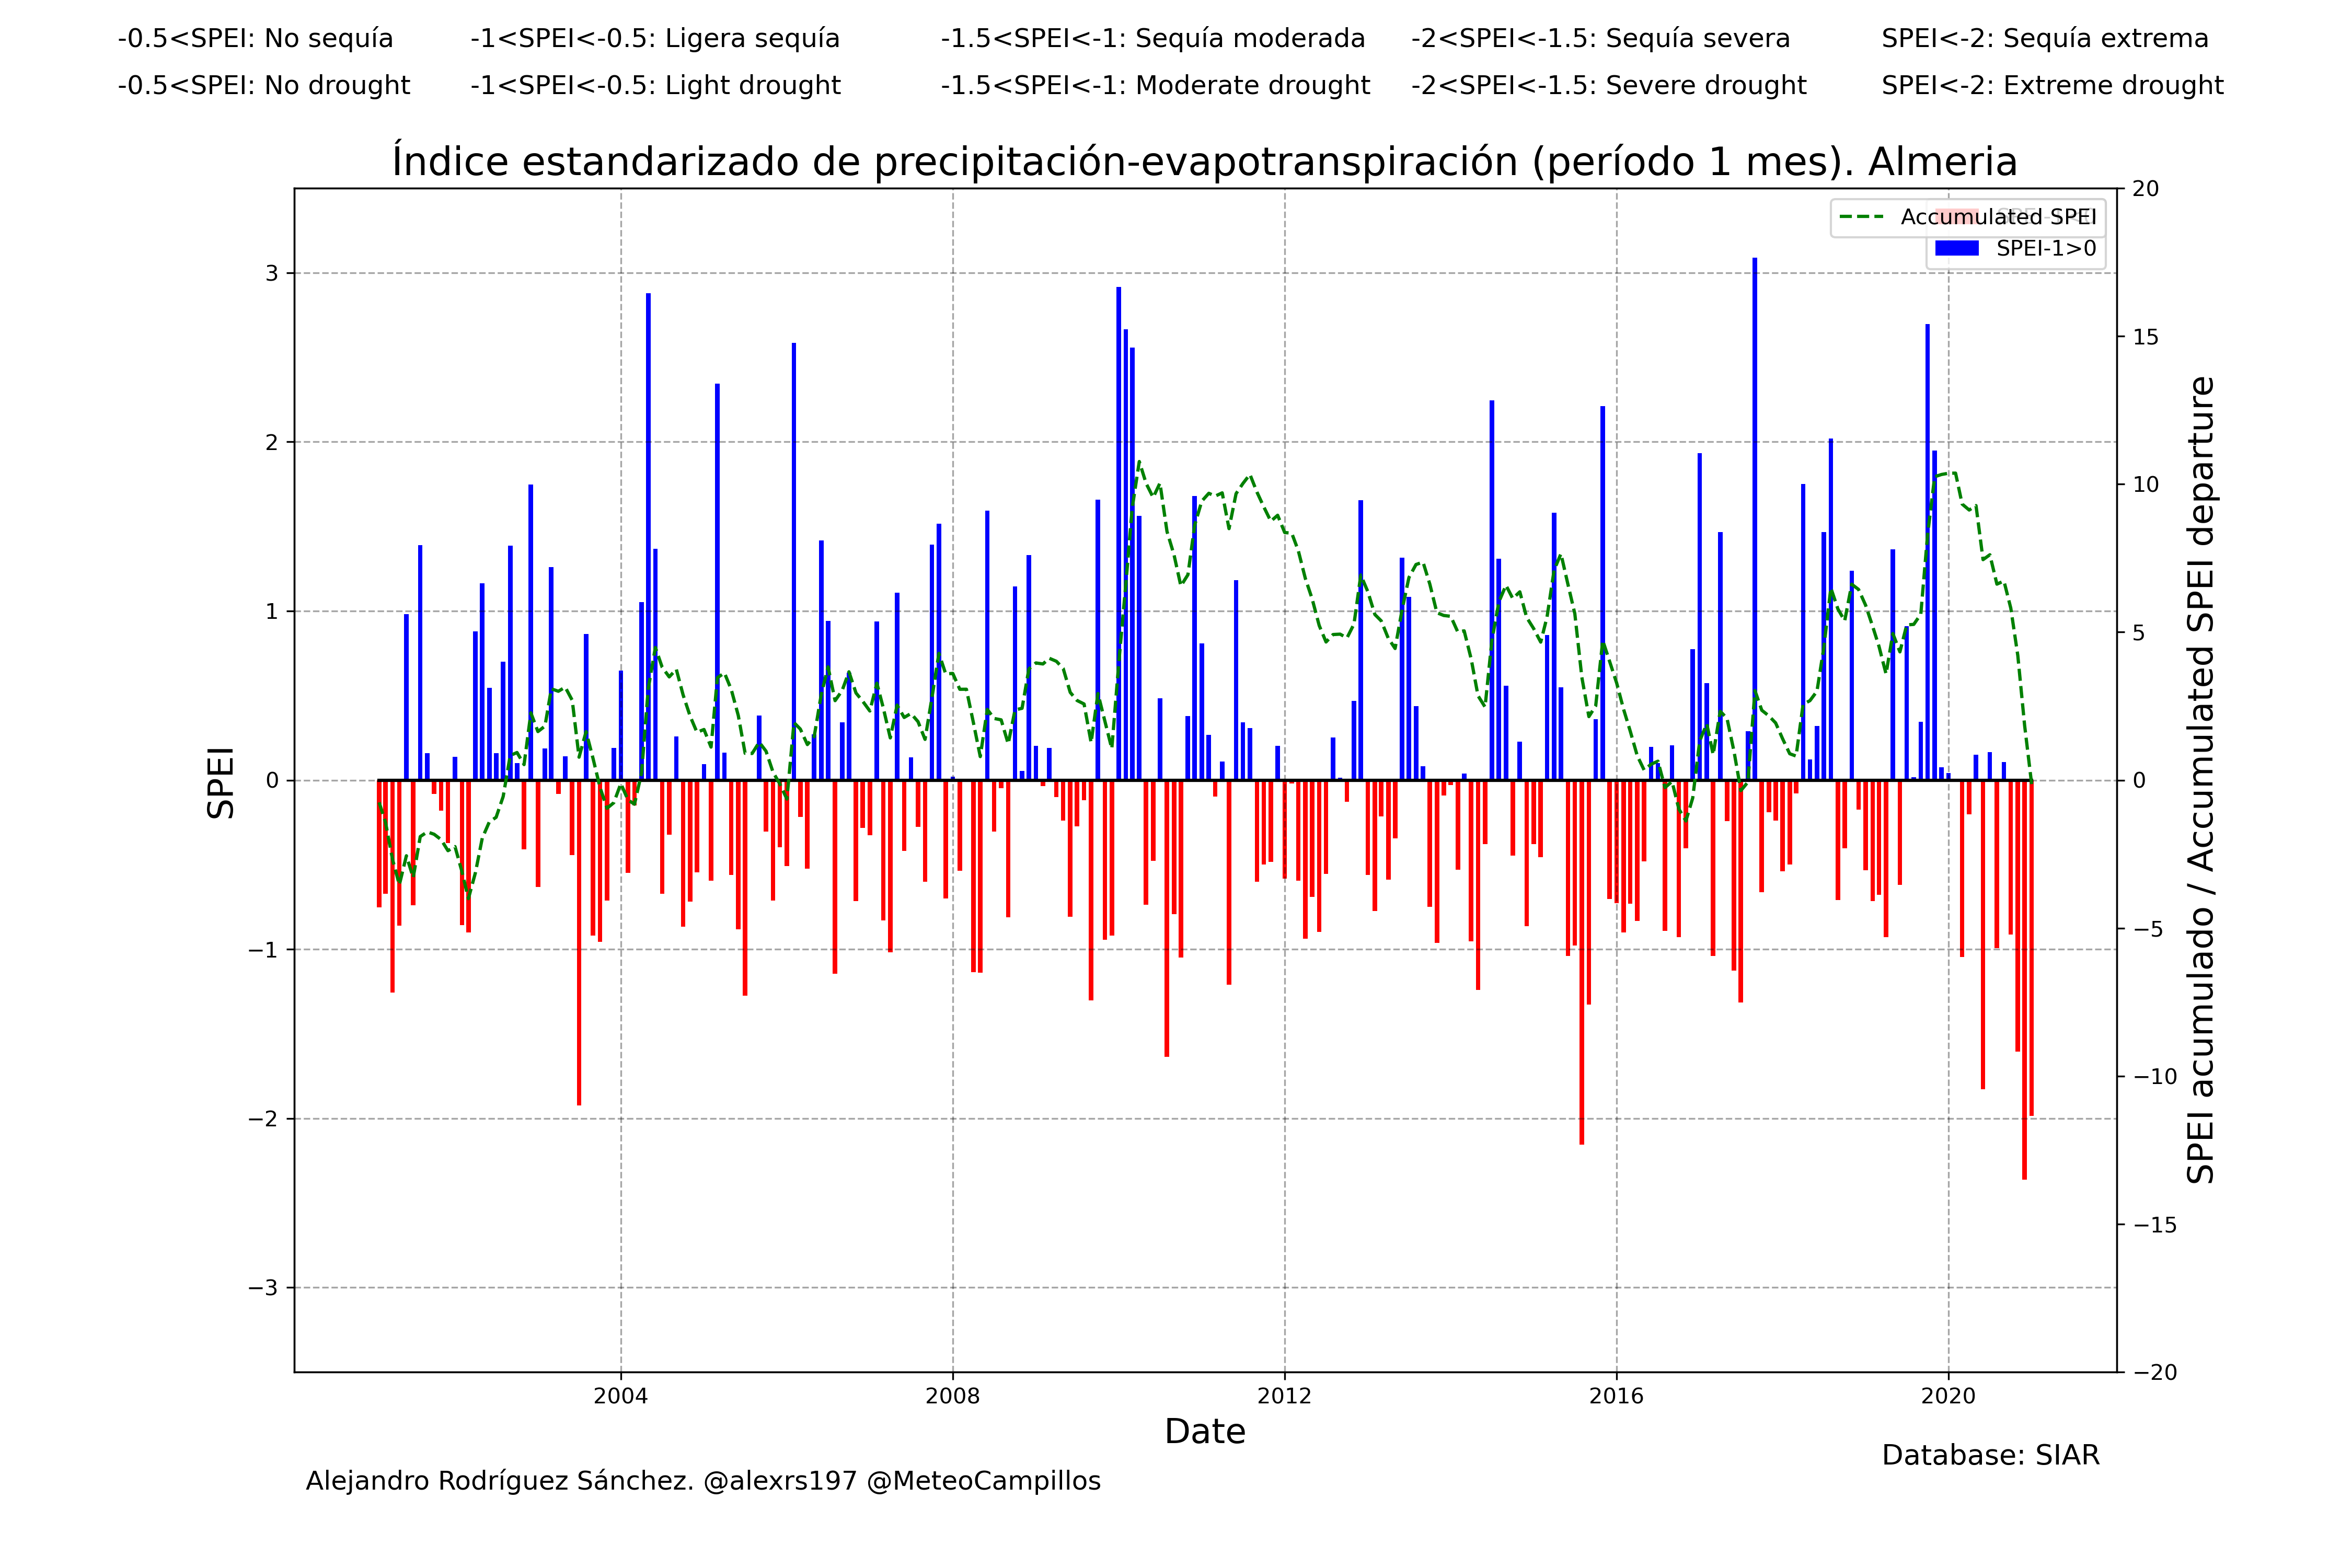 -0.5<SPEI: No sequía -1<SPEI<-0.5: Ligera sequía -1.5<SPEI<-1: Sequía moderada -2<SPEI<-1.5: Sequía severa SPEI<-2: Sequía extrema
-0.5<SPEI: No drought -1<SPEI<-0.5: Light drought -1.5<SPEI<-1: Moderate drought -2<SPEI<-1.5: Severe drought SPEI<-2: Extreme drought
Índice estandarizado de precipitación-evapotranspiración (período 1 mes). Almeria
Accumulated SPEI
SPEI-1>0
SPEI
3
2
1
0
−1
−2
−3
20
15
10
5
0
−5
−10
−15
−20
SPEI acumulado / Accumulated SPEI departure
2004 2008 2012 2016 2020
Date
Database: SIAR
Alejandro Rodríguez Sánchez. @alexrs197 @MeteoCampillos